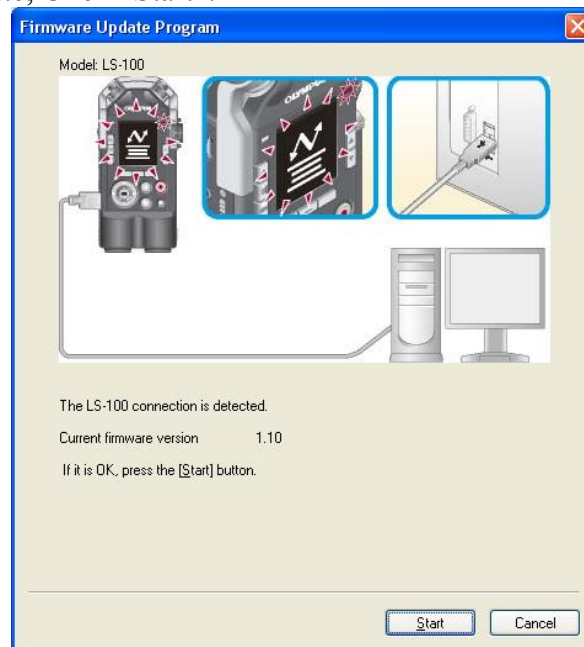 Firmware Update Program
Model: LS-100
OLYMPUS
The LS-100 connection is detected.
Current firmware version 1.10
If it is OK, press the [Start] button.
Start Cancel